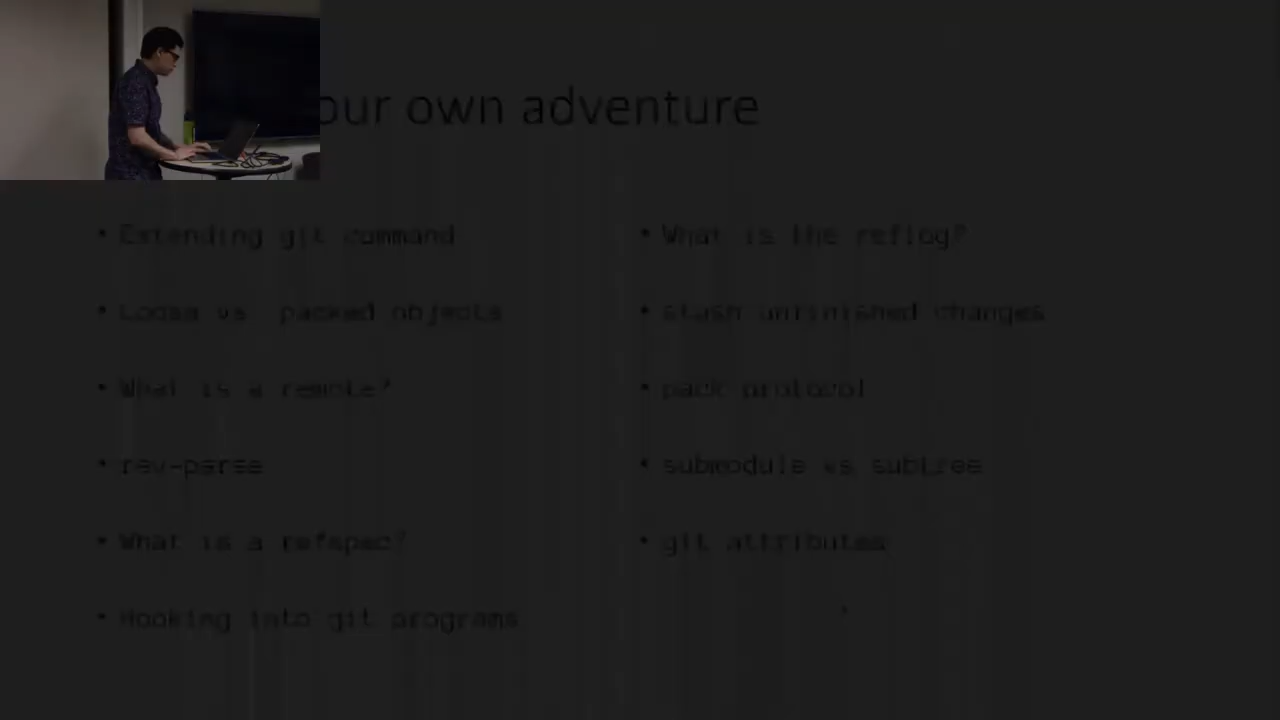 our own adventure
• Extending git command
• Loose vs. packed objects
• What is a remote?
• rev-parse
• What is a refspec?
• Hooking into git programs
• What is the reflog?
• stash unfinished changes
• pack protocol
• submodule vs subtree
• git attributes